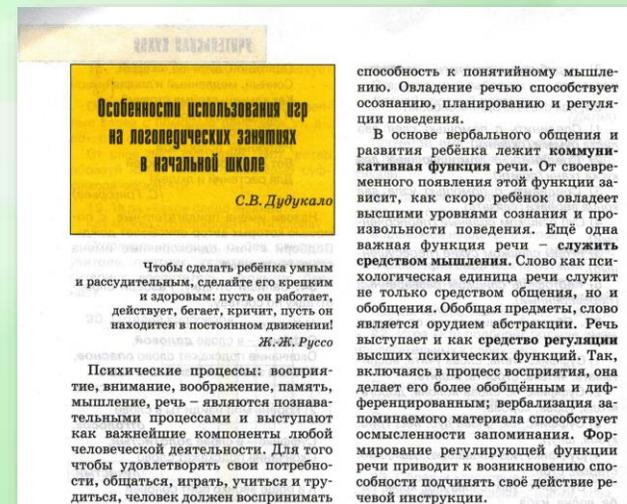 Особенности использования игр
на логопедических занятиях
в начальной школе
С.В. Дудукало
Чтобы сделать ребёнка умным
и рассудительным, сделайте его крепким
и здоровым: пусть он работает,
действует, бегает, кричит, пусть он
находится в постоянном движении!
Ж.Ж. Руссо
Психические процессы: восприя-
тие, внимание, воображение, память,
мышление, речь – являются познава-
тельными процессами и выступают
как важнейшие компоненты любой
человеческой деятельности. Для того
чтобы удовлетворять свои потребно-
сти, общаться, играть, учиться и тру-
диться, человек должен воспринимать
способность к понятийному мышле-
нию. Овладение речью способствует
осознанию, планированию и регуля-
ции поведения.
В основе вербального общения и
развития ребёнка лежит коммуни-
кативная функция речи. От своевре-
менного появления этой функции за-
висит, как скоро ребёнок овладеет
высшими уровнями сознания и про-
извольности поведения. Ещё одна
важная функция речи – служить
средством мышления. Слово как пси-
хологическая единица речи служит
не только средством общения, но и
обобщения. Обобщая предметы, слово
является орудием абстракции. Речь
выступает и как средство регуляции
высших психических функций. Так,
включаясь в процесс восприятия, она
делает его более обобщённым и диф-
ференцированным; вербализация за-
поминаемого материала способствует
осмысленности запоминания. Фор-
мирование регулирующей функции
речи приводит к возникновению спо-
собности подчинять своё действие ре-
чевой инструкции.